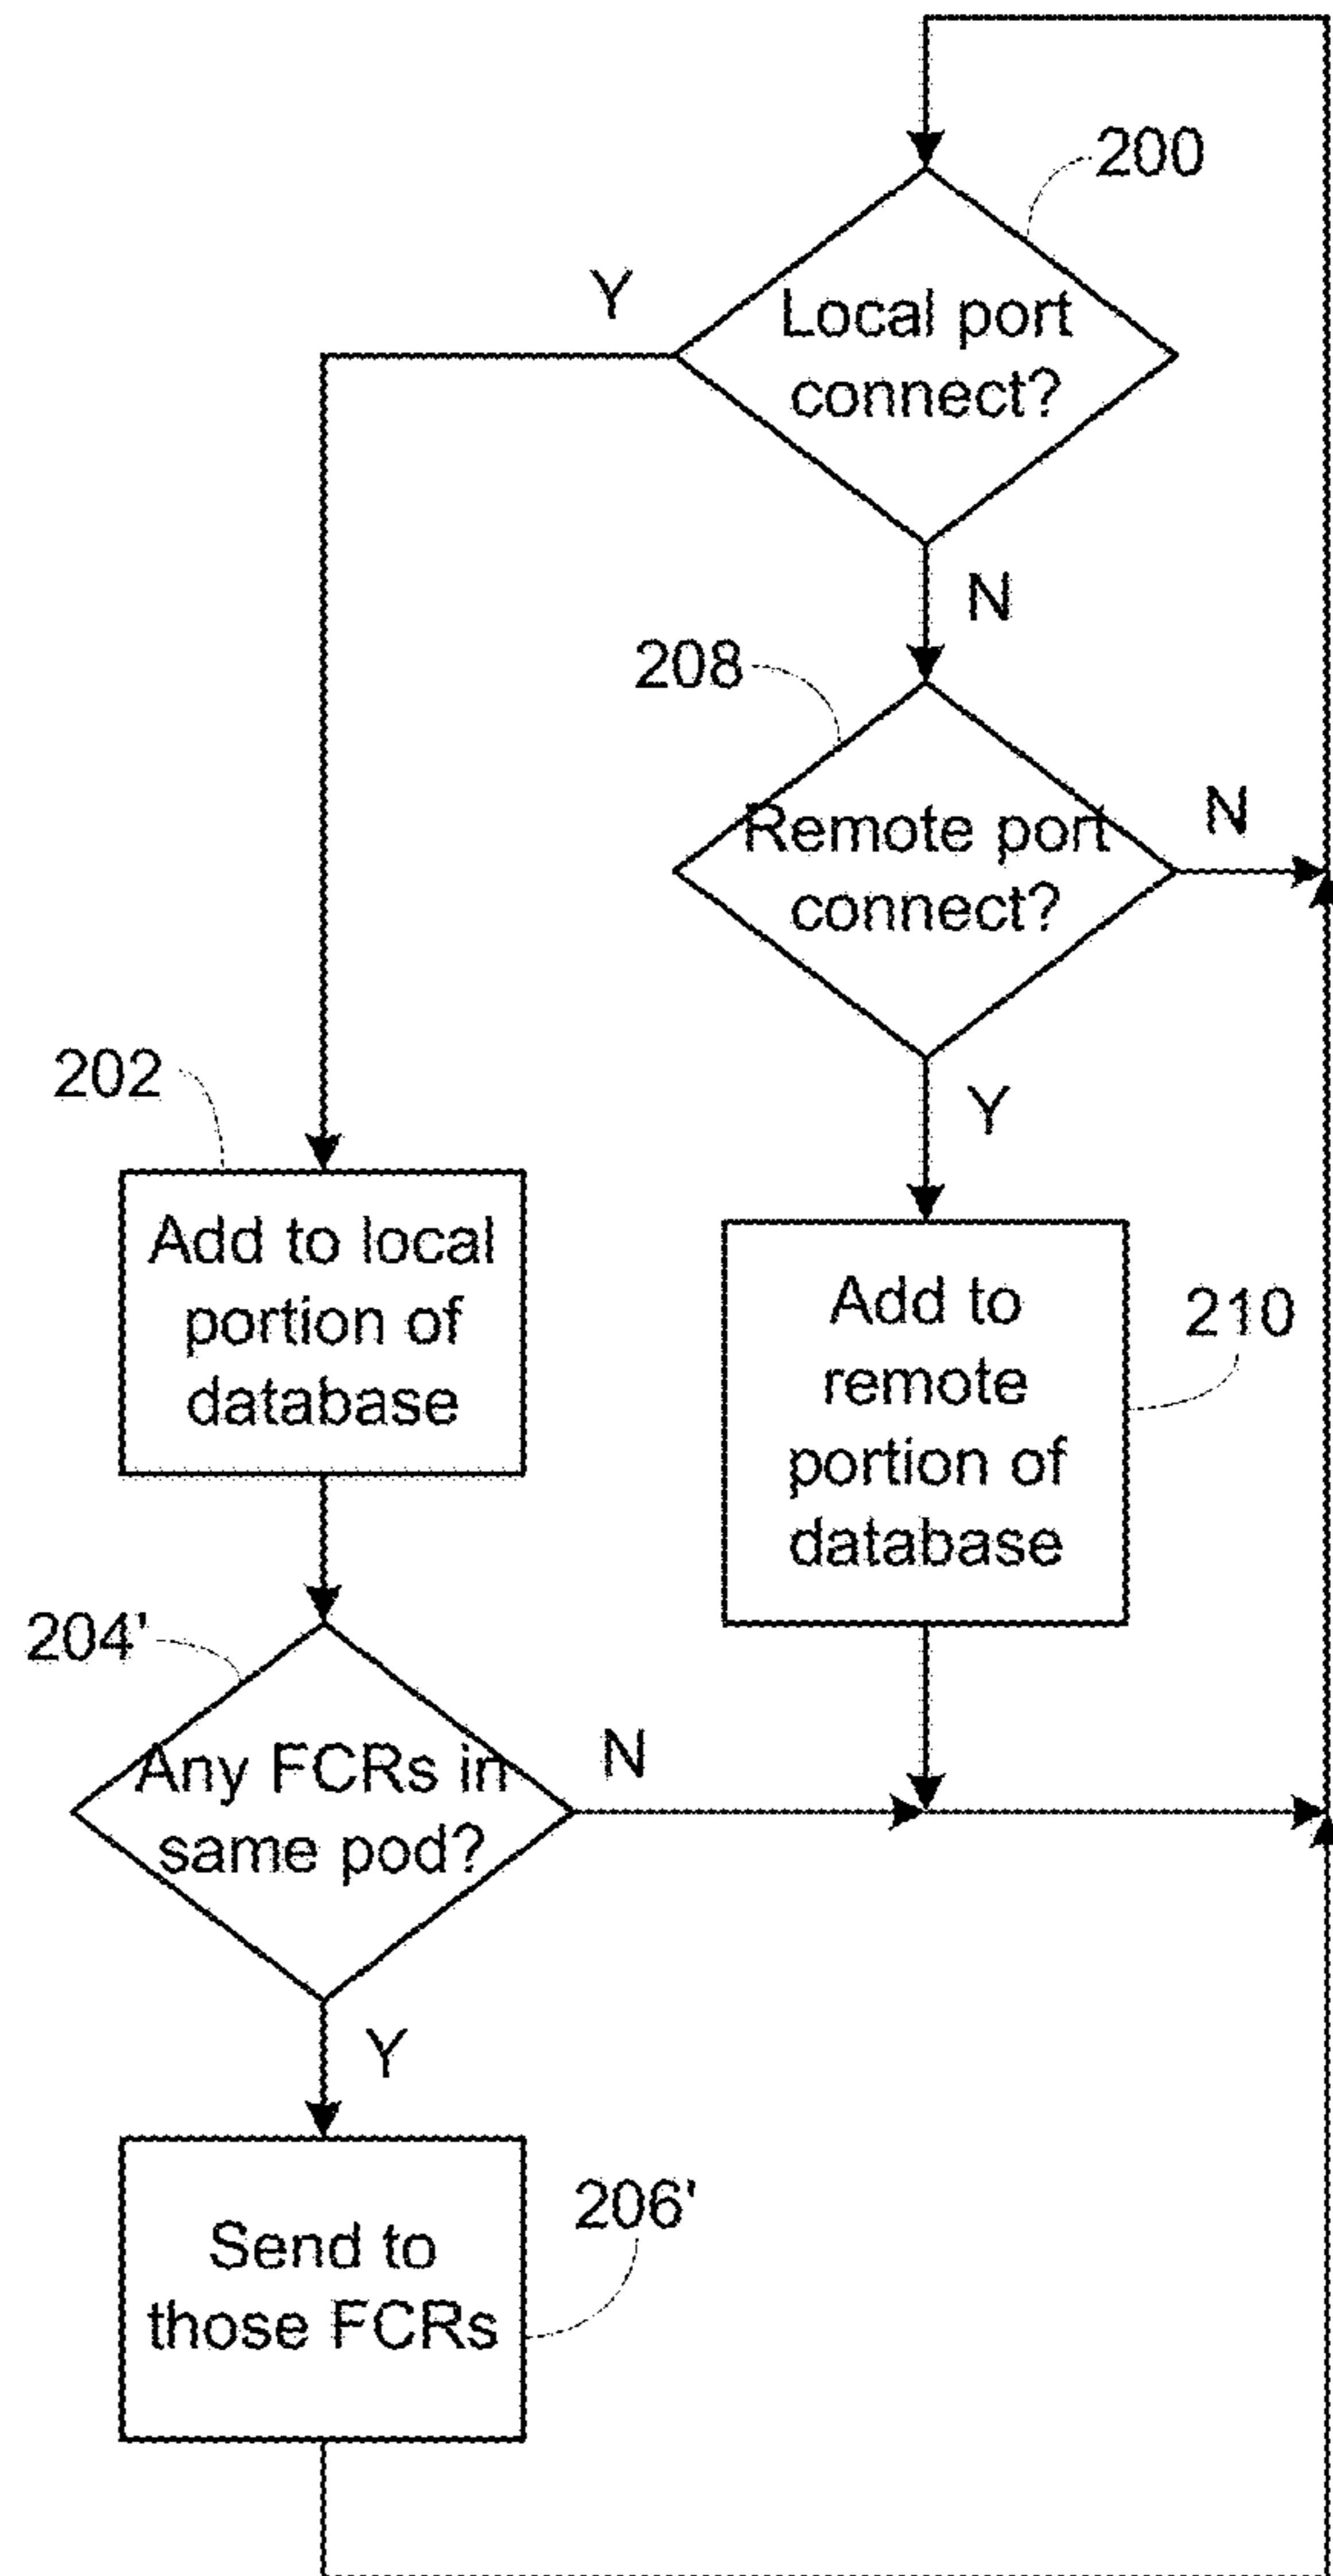 200
Y
Local port
connect?
N
208
Remote port
connect?
N
Y
202
Add to local
portion of
database
Add to
remote
portion of
database
210
204'
Any FCRs in
same pod?
N
Y
Send to
those FCRs
206'